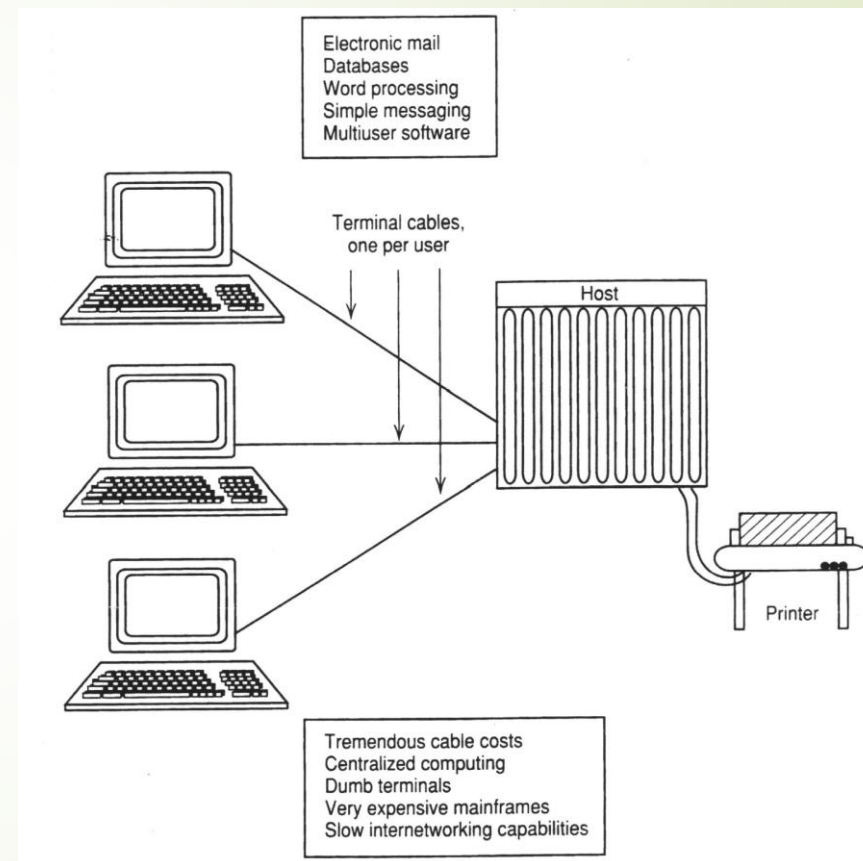 Electronic mail
Databases
Word processing
Simple messaging
Multiuser software
Terminal cables,
one per user
Host
Printer
Tremendous cable costs
Centralized computing
Dumb terminals
Very expensive mainframes
Slow internetworking capabilities